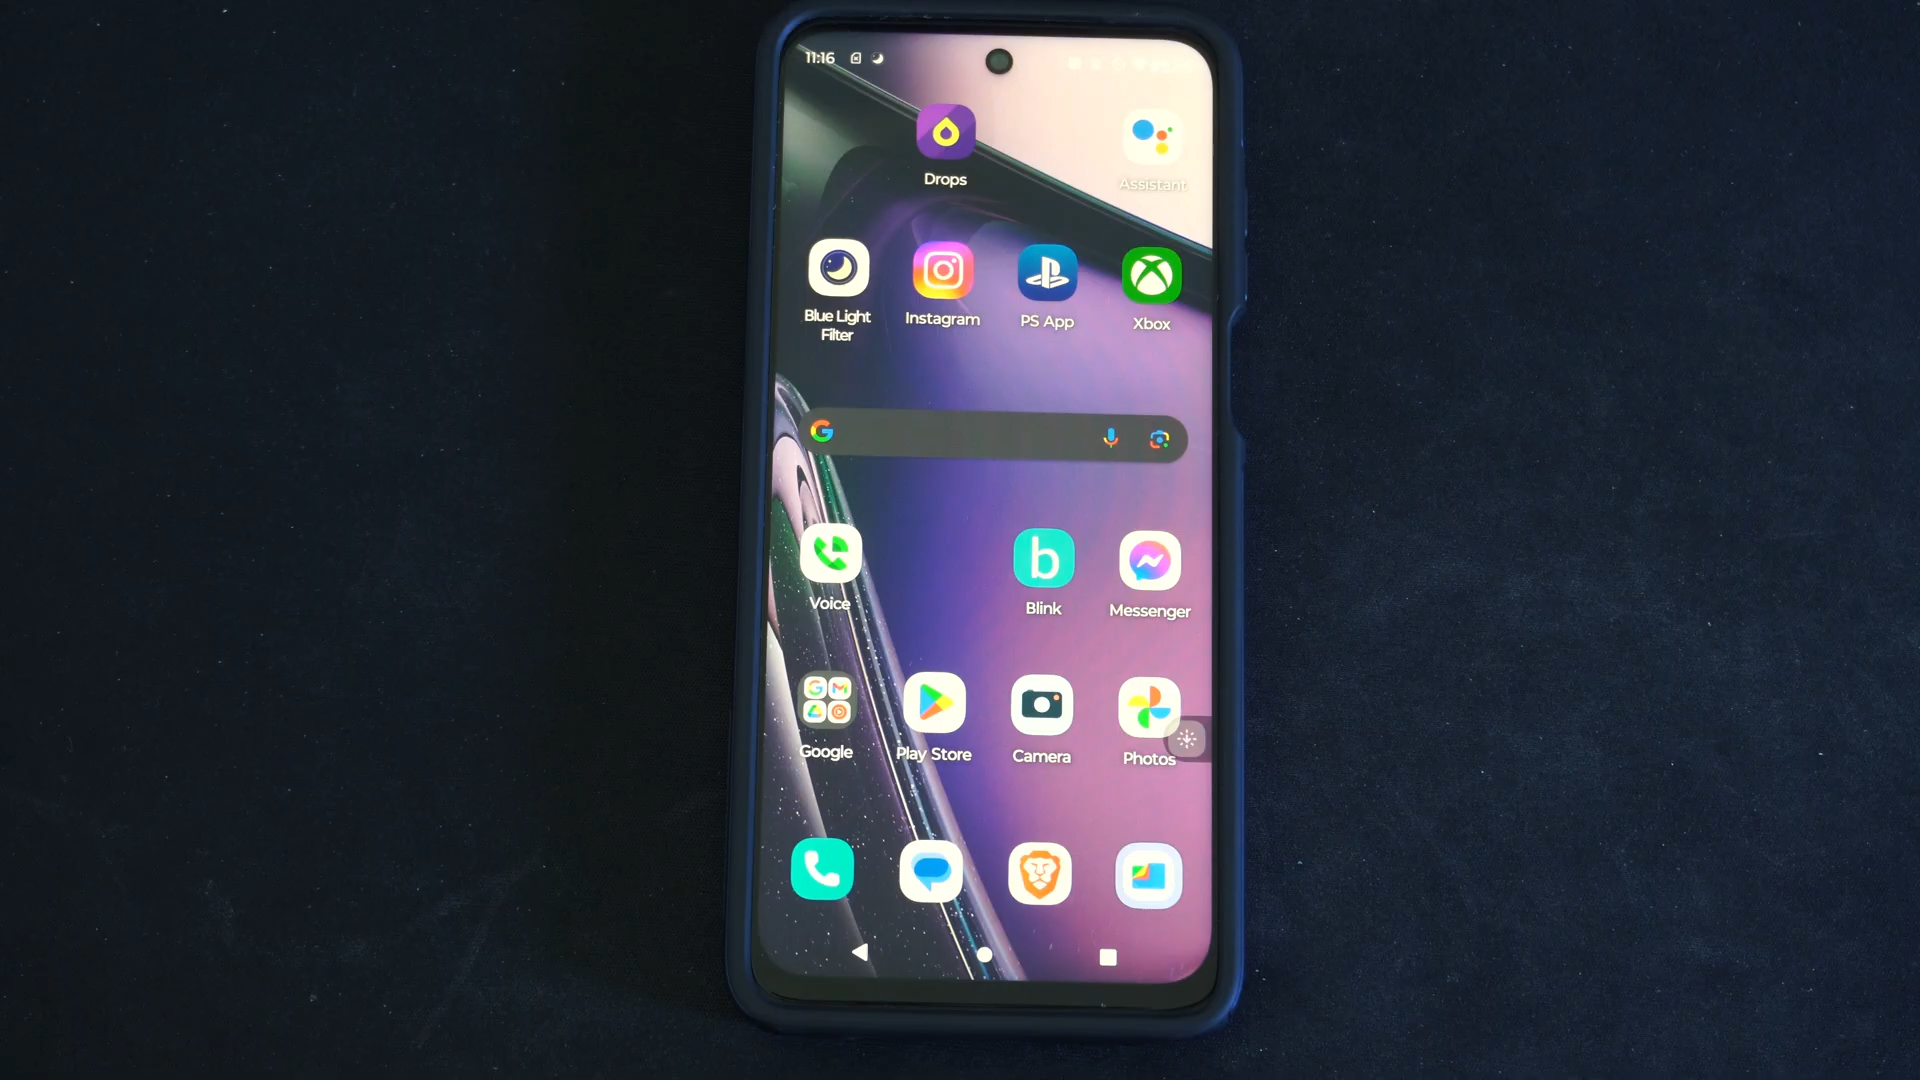 11:16
Drops
Assistant
Blue Light
Filter
Instagram
PS App
Xbox
Voice
b
Blink
Messenger
Google
Play Store
Camera
Photos